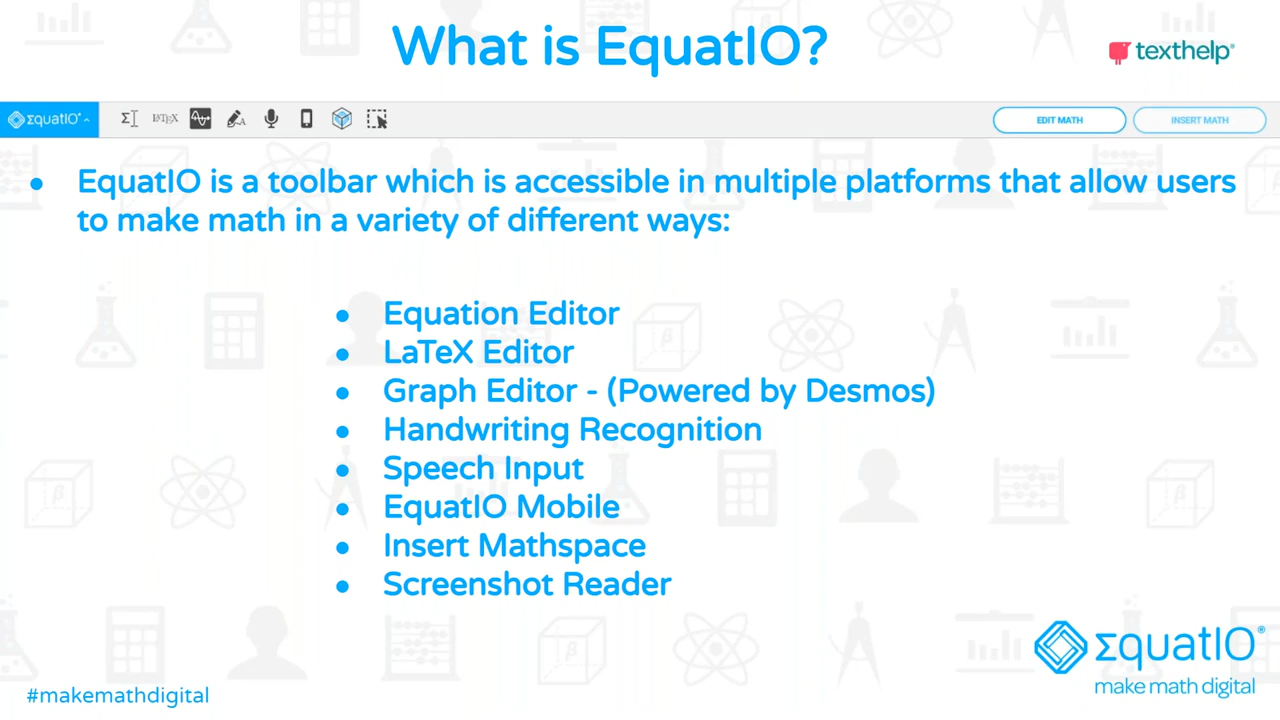 What is EquatIO?
texthelp®
ΣquatIO®
Σ
LATEX
A
EDIT MATH
INSERT MATH
● EquatIO is a toolbar which is accessible in multiple platforms that allow users
to make math in a variety of different ways:
● Equation Editor
● LaTeX Editor
● Graph Editor - (Powered by Desmos)
● Handwriting Recognition
● Speech Input
● EquatIO Mobile
● Insert Mathspace
● Screenshot Reader
ΣquatIO®
make math digital
#makemathdigital